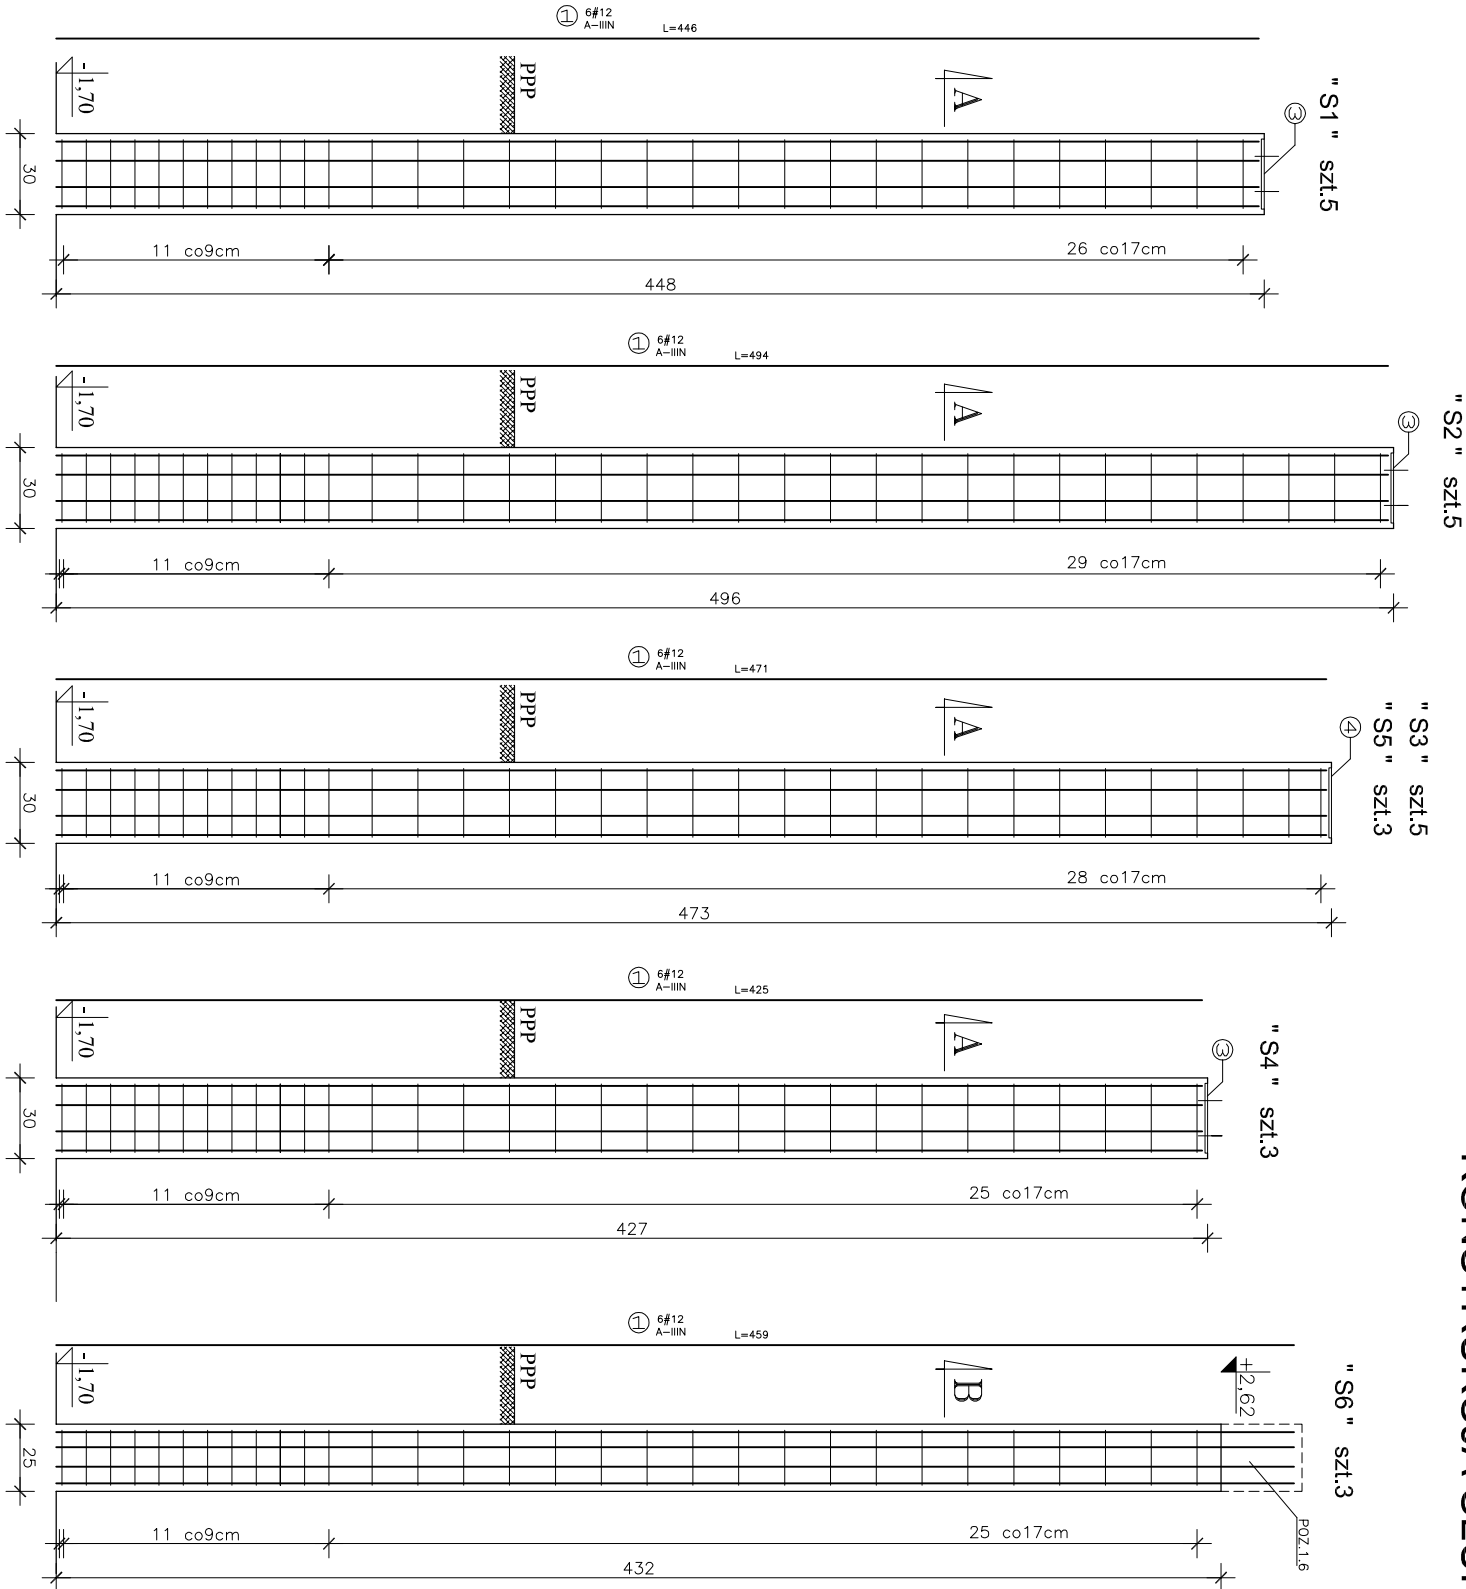 ① 6#12
A-IIIN L=446
-1,70
PPP
A
③
"S1" szt.5
30
11 co9cm
26 co17cm
448
① 6#12
A-IIIN L=494
-1,70
PPP
A
③
"S2" szt.5
30
11 co9cm
29 co17cm
496
① 6#12
A-IIIN L=471
-1,70
PPP
A
④
"S3" szt.5
"S5" szt.3
30
11 co9cm
28 co17cm
473
① 6#12
A-IIIN L=425
-1,70
PPP
A
③
"S4" szt.3
30
11 co9cm
25 co17cm
427
① 6#12
A-IIIN L=459
-1,70
PPP
B
+2,62
"S6" szt.3
25
POZ.1.6
11 co9cm
25 co17cm
432